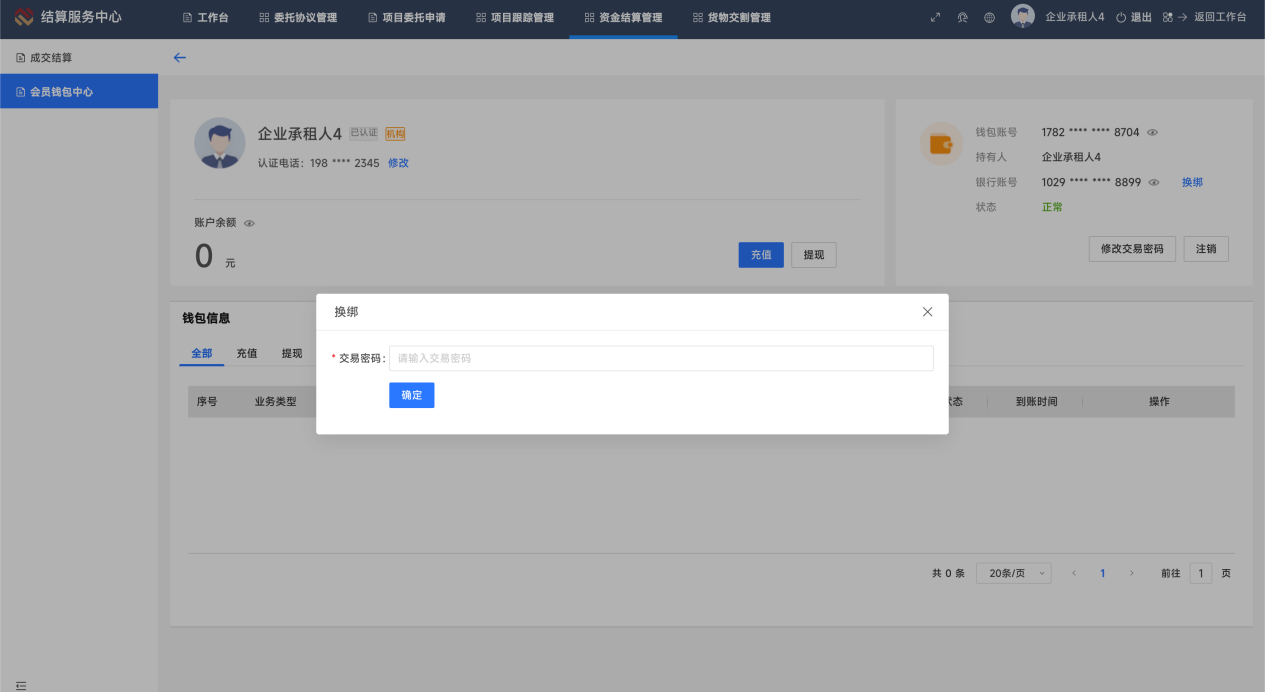 结算服务中心 工作台 委托协议管理 项目委托申请 项目跟踪管理 资金结算管理 货物交割管理 企业承租人4 退出 返回工作台
成交结算
会员钱包中心
企业承租人4 已认证 机构
认证电话: 198 **** 2345 修改
账户余额
0 元
充值 提现
钱包账号 1782 **** **** 8704
持有人 企业承租人4
银行账号 1029 **** **** 8899 换绑
状态 正常
修改交易密码 注销
钱包信息
全部 充值 提现
序号 业务类型 到账时间 操作
换绑
* 交易密码: 请输入交易密码
确定
共 0 条 20条/页 1 前往 1 页